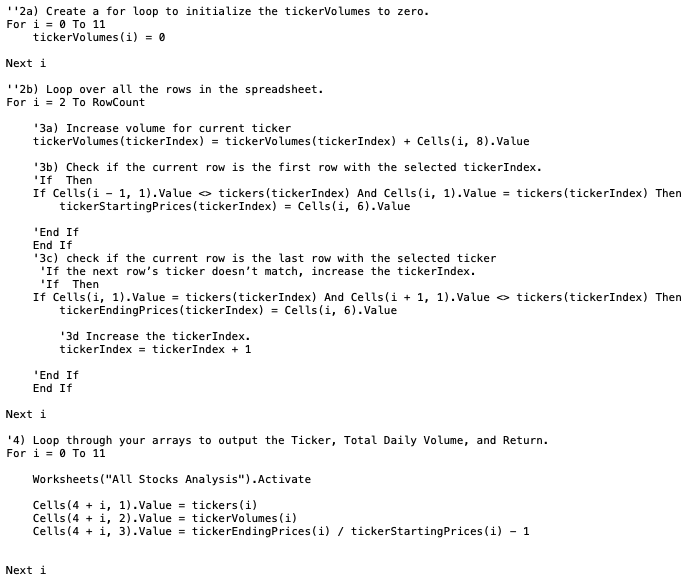 ''2a) Create a for loop to initialize the tickerVolumes to zero.
For i = 0 To 11
    tickerVolumes(i) = 0

Next i

''2b) Loop over all the rows in the spreadsheet.
For i = 2 To RowCount

    '3a) Increase volume for current ticker
    tickerVolumes(tickerIndex) = tickerVolumes(tickerIndex) + Cells(i, 8).Value

    '3b) Check if the current row is the first row with the selected tickerIndex.
    'If  Then
    If Cells(i - 1, 1).Value <> tickers(tickerIndex) And Cells(i, 1).Value = tickers(tickerIndex) Then
        tickerStartingPrices(tickerIndex) = Cells(i, 6).Value

    'End If
    End If
    '3c) check if the current row is the last row with the selected ticker
     'If the next row’s ticker doesn’t match, increase the tickerIndex.
     'If  Then
    If Cells(i, 1).Value = tickers(tickerIndex) And Cells(i + 1, 1).Value <> tickers(tickerIndex) Then
        tickerEndingPrices(tickerIndex) = Cells(i, 6).Value

        '3d Increase the tickerIndex.
        tickerIndex = tickerIndex + 1

    'End If
    End If

Next i

'4) Loop through your arrays to output the Ticker, Total Daily Volume, and Return.
For i = 0 To 11

    Worksheets("All Stocks Analysis").Activate

    Cells(4 + i, 1).Value = tickers(i)
    Cells(4 + i, 2).Value = tickerVolumes(i)
    Cells(4 + i, 3).Value = tickerEndingPrices(i) / tickerStartingPrices(i) - 1


Next i